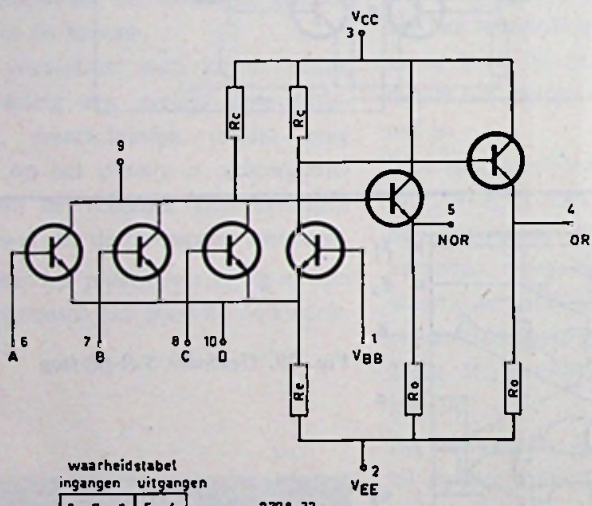 VCC
3
Rc
Rc
9
5
NOR
4
OR
6
A
7
B
8
C
10
D
1
VBB
Re
Ro
Ro
2
VEE
waarheidstabel
ingangen uitgangen